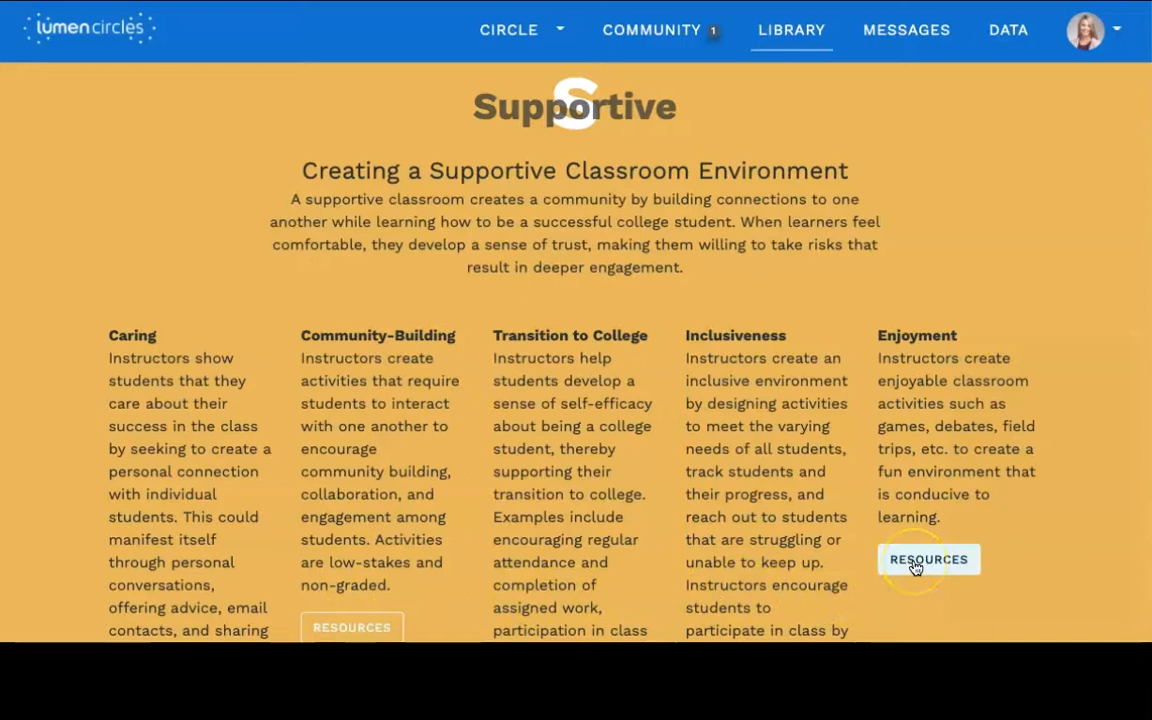 lumen circles
CIRCLE COMMUNITY 1 LIBRARY MESSAGES DATA
S
Supportive
Creating a Supportive Classroom Environment
A supportive classroom creates a community by building connections to one
another while learning how to be a successful college student. When learners feel
comfortable, they develop a sense of trust, making them willing to take risks that
result in deeper engagement.
Caring
Instructors show
students that they
care about their
success in the class
by seeking to create a
personal connection
with individual
students. This could
manifest itself
through personal
conversations,
offering advice, email
contacts, and sharing
Community-Building
Instructors create
activities that require
students to interact
with one another to
encourage
community building,
collaboration, and
engagement among
students. Activities
are low-stakes and
non-graded.
RESOURCES
Transition to College
Instructors help
students develop a
sense of self-efficacy
about being a college
student, thereby
supporting their
transition to college.
Examples include
encouraging regular
attendance and
completion of
assigned work,
participation in class
Inclusiveness
Instructors create an
inclusive environment
by designing activities
to meet the varying
needs of all students,
track students and
their progress, and
reach out to students
that are struggling or
unable to keep up.
Instructors encourage
students to
participate in class by
Enjoyment
Instructors create
enjoyable classroom
activities such as
games, debates, field
trips, etc. to create a
fun environment that
is conducive to
learning.
RESOURCES